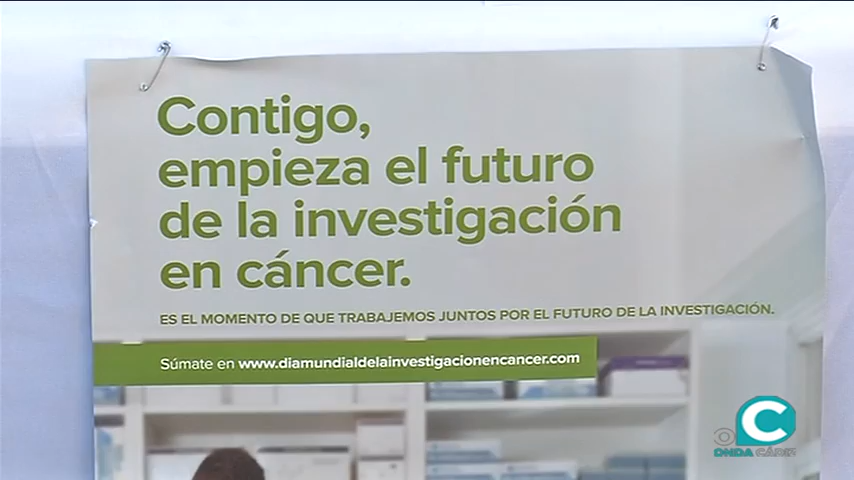 Contigo,
empieza el futuro
de la investigación
en cáncer.
ES EL MOMENTO DE QUE TRABAJEMOS JUNTOS POR EL FUTURO DE LA INVESTIGACIÓN.
Súmate en www.diamundialdelainvestigacionencancer.com
C
ONDA CÁDIZ